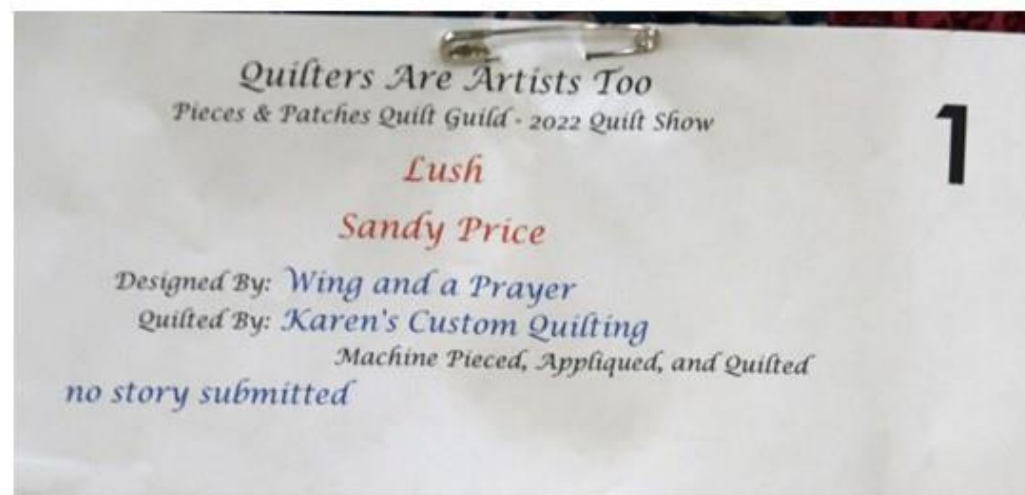 Quilters Are Artists Too
Pieces & Patches Quilt Guild - 2022 Quilt Show
1
Lush
Sandy Price
Designed By: Wing and a Prayer
Quilted By: Karen's Custom Quilting
Machine Pieced, Appliqued, and Quilted
no story submitted